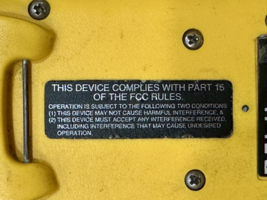 THIS DEVICE COMPLIES WITH PART 15
OF THE FCC RULES.
OPERATION IS SUBJECT TO THE FOLLOWING TWO CONDITIONS
(1) THIS DEVICE MAY NOT CAUSE HARMFUL INTERFERENCE, &
(2) THIS DEVICE MUST ACCEPT ANY INTERFERENCE RECEIVED,
INCLUDING INTERFERENCE THAT MAY CAUSE UNDESIRED
OPERATION.